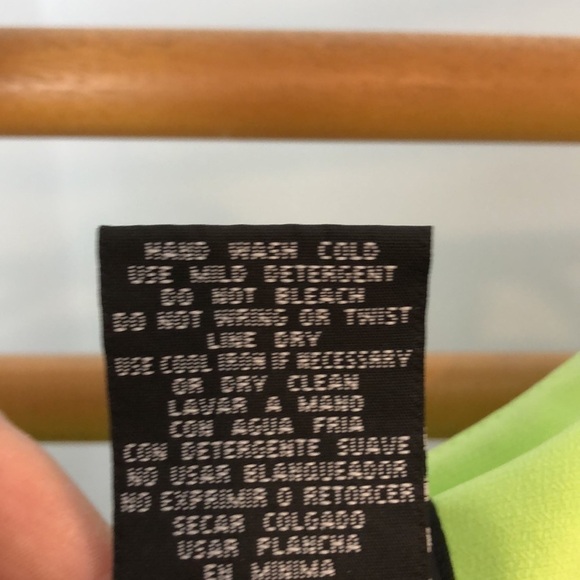 HAND WASH COLD
USE MILD DETERGENT
DO NOT BLEACH
DO NOT WRING OR TWIST
LINE DRY
USE COOL IRON IF NECESSARY
OR DRY CLEAN
LAVAR A MANO
CON AGUA FRIA
CON DETERGENTE SUAVE
NO USAR BLANQUEADOR
NO EXPRIMIR O RETORCER
SECAR COLGADO
USAR PLANCHA
EN MINIMA